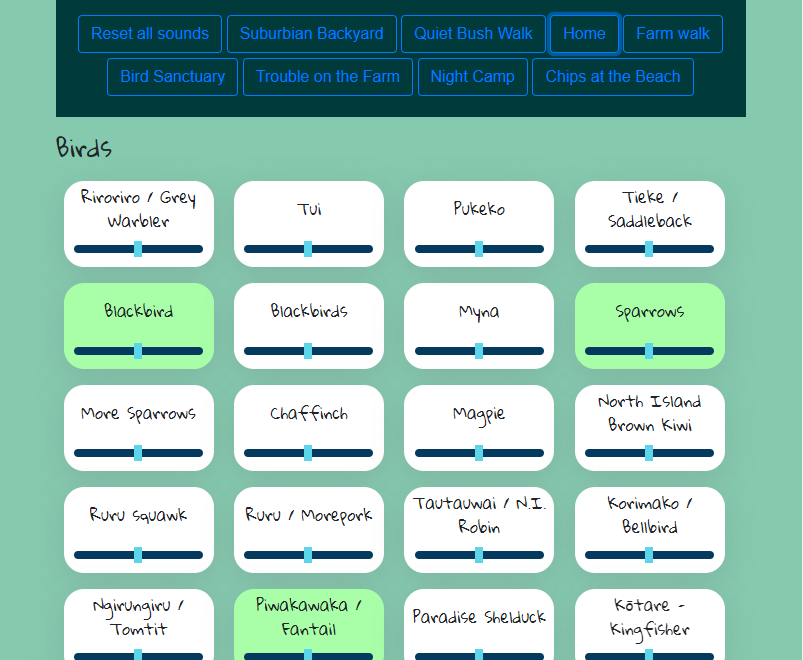 Reset all sounds Suburbian Backyard Quiet Bush Walk Home Farm walk
Bird Sanctuary Trouble on the Farm Night Camp Chips at the Beach
Birds
Riroriro / Grey
Warbler
Tui
Pukeko
Tieke /
Saddleback
Blackbird
Blackbirds
Myna
Sparrows
More Sparrows
Chaffinch
Magpie
North Island
Brown Kiwi
Ruru Squawk
Ruru / Morepork
Tautauwai / N.I.
Robin
Korimako /
Bellbird
Ngirungiru /
Tomtit
Piwakawaka /
Fantail
Paradise Shelduck
Kōtare -
Kingfisher